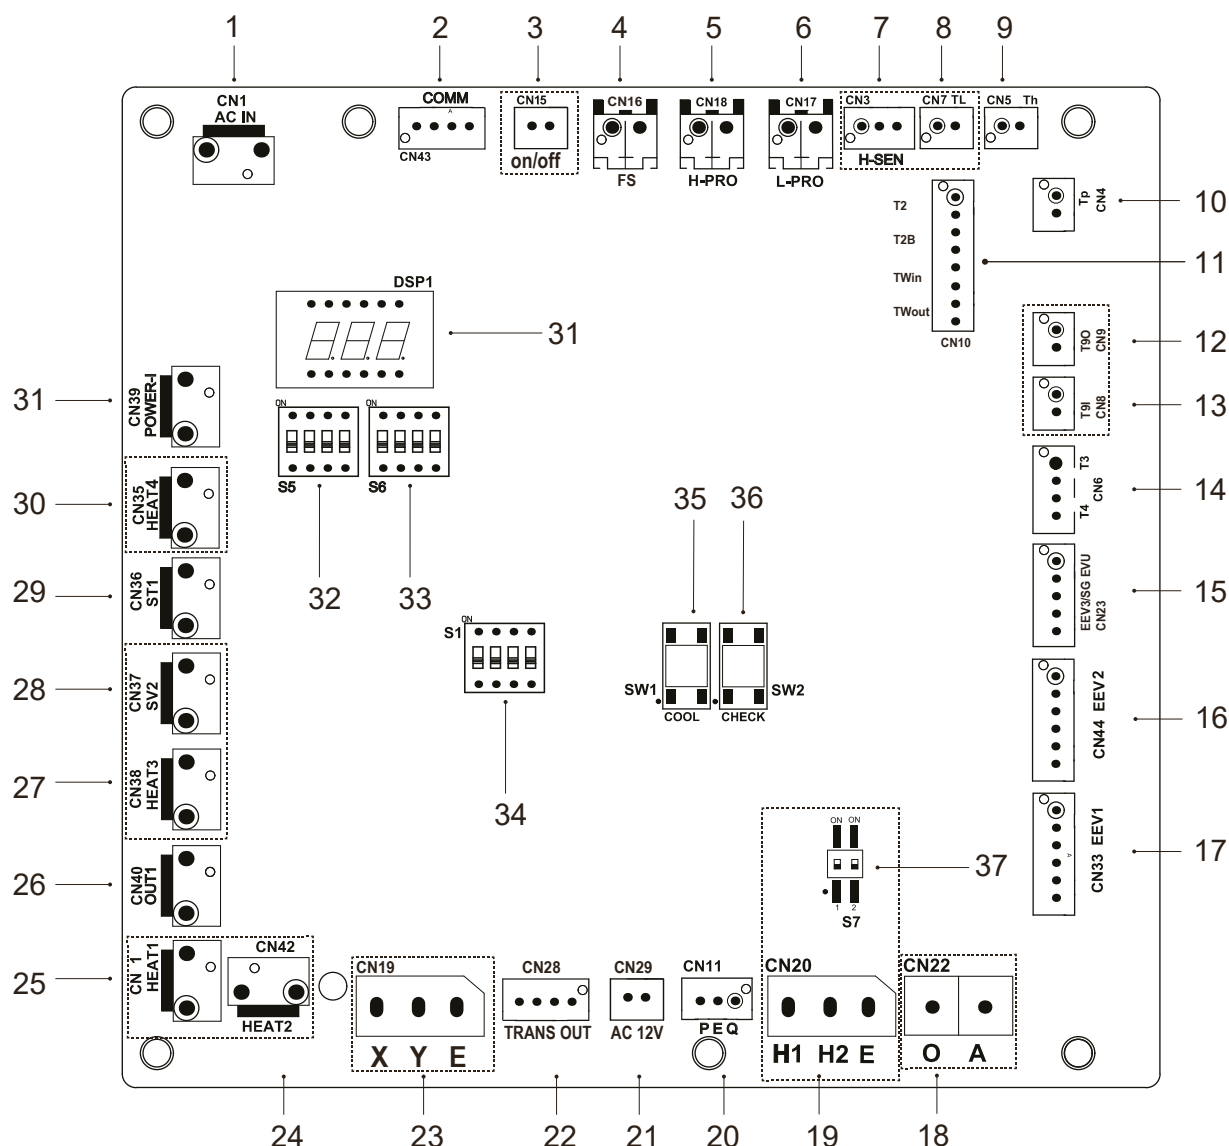 1 2 3 4 5 6 7 8 9
CN1
AC IN
COMM
A
CN43
CN15
on/off
CN16
FS
CN18
H-PRO
CN17
L-PRO
CN3
H-SEN
CN7 TL
CN5 Th
Tp
CN4
10
T2
T2B
TWin
TWout
CN10
11
DSP1
31
T9O
CN9
12
T9I
CN8
13
CN39
POWER-I
31
ON
S5
32
ON
S6
33
T3
CN6
T4
14
CN35
HEAT4
30
35 36
EEV3/SG EVU
CN23
15
CN36
ST1
29
ON
S1
34
SW1
COOL
SW2
CHECK
CN37
SV2
28
CN44 EEV2
16
CN38
HEAT3
27
CN33 EEV1
A
17
ON ON
1 2
S7
37
CN40
OUT1
26
CN 1
HEAT1
25
CN42
HEAT2
CN19
X Y E
CN28
TRANS OUT
CN29
AC 12V
CN11
P E Q
CN20
H1 H2 E
CN22
O A
24 23 22 21 20 19 18